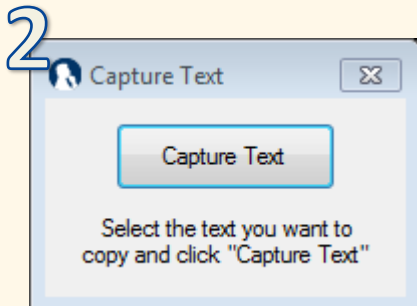 2
Capture Text
Capture Text
Select the text you want to
copy and click "Capture Text"